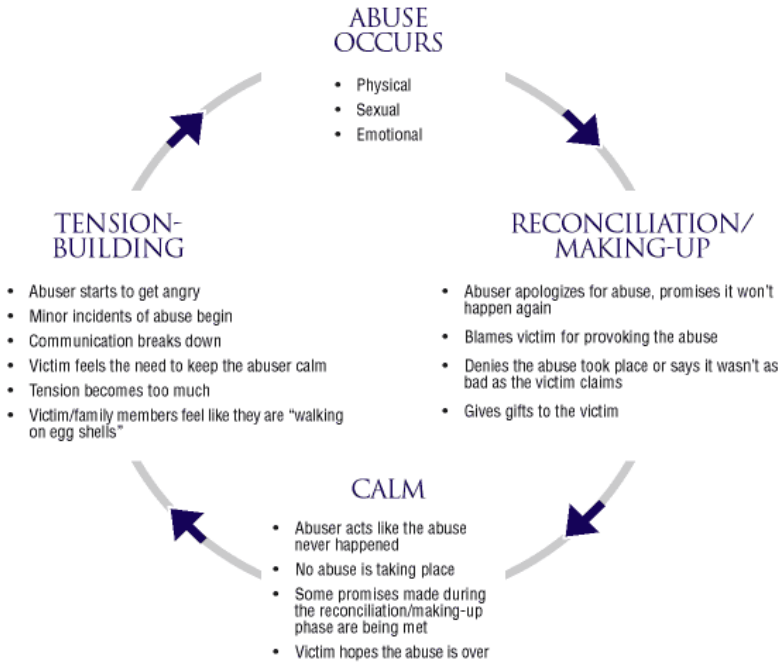 ABUSE
OCCURS
• Physical
• Sexual
• Emotional
TENSION-
BUILDING
• Abuser starts to get angry
• Minor incidents of abuse begin
• Communication breaks down
• Victim feels the need to keep the abuser calm
• Tension becomes too much
• Victim/family members feel like they are “walking
on egg shells”
RECONCILIATION/
MAKING-UP
• Abuser apologizes for abuse, promises it won’t
happen again
• Blames victim for provoking the abuse
• Denies the abuse took place or says it wasn’t as
bad as the victim claims
• Gives gifts to the victim
CALM
• Abuser acts like the abuse
never happened
• No abuse is taking place
• Some promises made during
the reconciliation/making-up
phase are being met
• Victim hopes the abuse is over